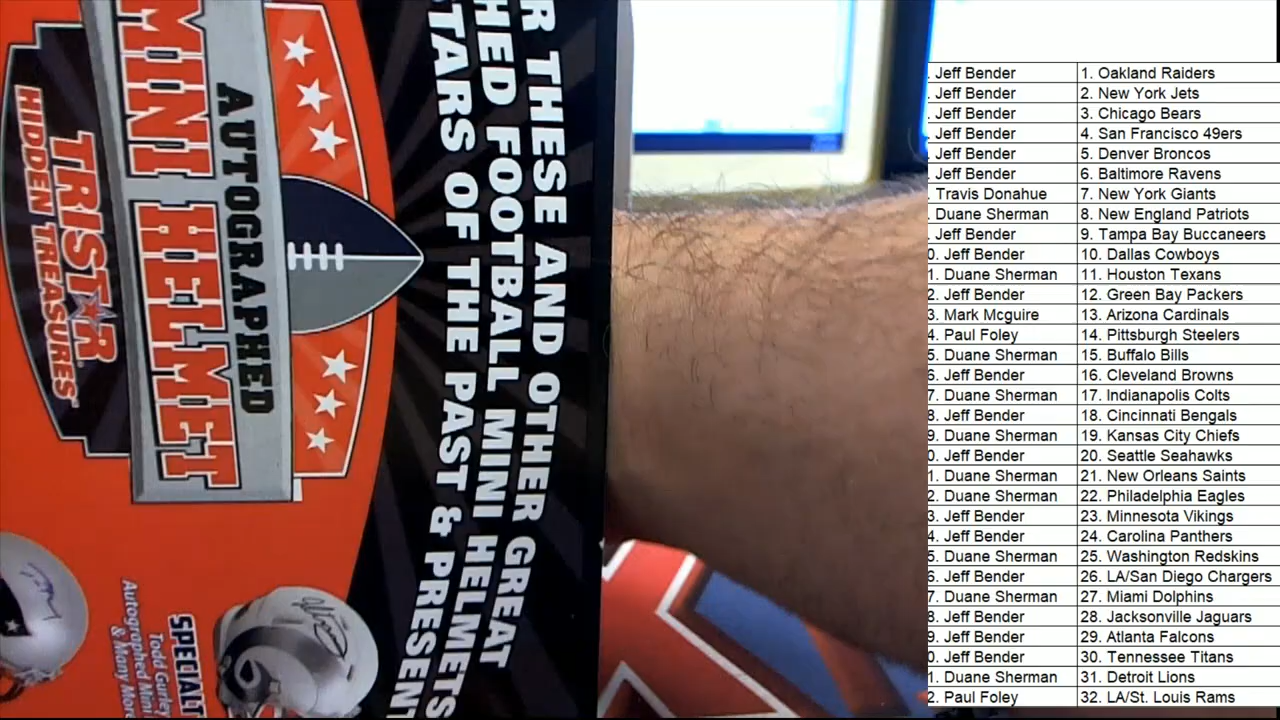 R THESE AND OTHER GREAT
HED FOOTBALL MINI HELMETS
STARS OF THE PAST & PRESENT
AUTOGRAPHED
MINI HELMET
TRISTAR
HIDDEN TREASURES
SPECIALT
Todd Gurley
Autographed Mini
& Many More
. Jeff Bender 1. Oakland Raiders
. Jeff Bender 2. New York Jets
. Jeff Bender 3. Chicago Bears
. Jeff Bender 4. San Francisco 49ers
. Jeff Bender 5. Denver Broncos
. Jeff Bender 6. Baltimore Ravens
. Travis Donahue 7. New York Giants
. Duane Sherman 8. New England Patriots
. Jeff Bender 9. Tampa Bay Buccaneers
0. Jeff Bender 10. Dallas Cowboys
1. Duane Sherman 11. Houston Texans
2. Jeff Bender 12. Green Bay Packers
3. Mark Mcguire 13. Arizona Cardinals
4. Paul Foley 14. Pittsburgh Steelers
5. Duane Sherman 15. Buffalo Bills
6. Jeff Bender 16. Cleveland Browns
7. Duane Sherman 17. Indianapolis Colts
8. Jeff Bender 18. Cincinnati Bengals
9. Duane Sherman 19. Kansas City Chiefs
0. Jeff Bender 20. Seattle Seahawks
1. Duane Sherman 21. New Orleans Saints
2. Duane Sherman 22. Philadelphia Eagles
3. Jeff Bender 23. Minnesota Vikings
4. Jeff Bender 24. Carolina Panthers
5. Duane Sherman 25. Washington Redskins
6. Jeff Bender 26. LA/San Diego Chargers
7. Duane Sherman 27. Miami Dolphins
8. Jeff Bender 28. Jacksonville Jaguars
9. Jeff Bender 29. Atlanta Falcons
0. Jeff Bender 30. Tennessee Titans
1. Duane Sherman 31. Detroit Lions
2. Paul Foley 32. LA/St. Louis Rams